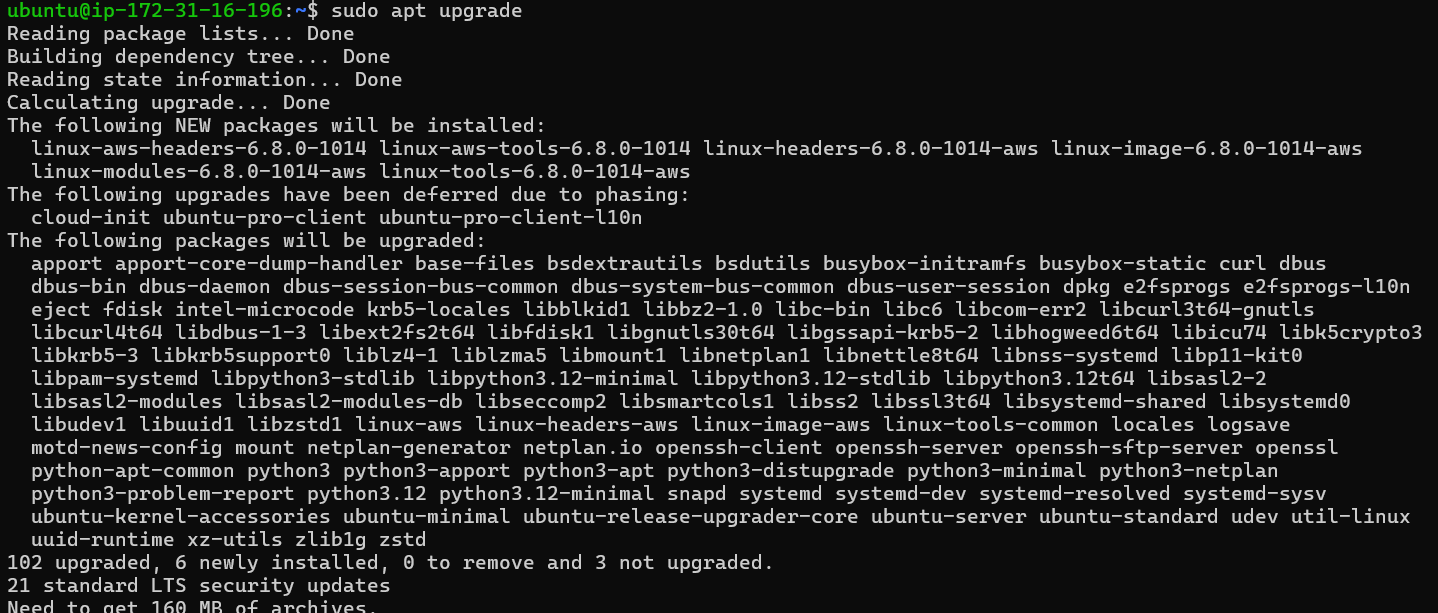 ubuntu@ip-172-31-16-196:~$ sudo apt upgrade
Reading package lists... Done
Building dependency tree... Done
Reading state information... Done
Calculating upgrade... Done
The following NEW packages will be installed:
  linux-aws-headers-6.8.0-1014 linux-aws-tools-6.8.0-1014 linux-headers-6.8.0-1014-aws linux-image-6.8.0-1014-aws
  linux-modules-6.8.0-1014-aws linux-tools-6.8.0-1014-aws
The following upgrades have been deferred due to phasing:
  cloud-init ubuntu-pro-client ubuntu-pro-client-l10n
The following packages will be upgraded:
  apport apport-core-dump-handler base-files bsdextrautils bsdutils busybox-initramfs busybox-static curl dbus
  dbus-bin dbus-daemon dbus-session-bus-common dbus-system-bus-common dbus-user-session dpkg e2fsprogs e2fsprogs-l10n
  eject fdisk intel-microcode krb5-locales libblkid1 libbz2-1.0 libc-bin libc6 libcom-err2 libcurl3t64-gnutls
  libcurl4t64 libdbus-1-3 libext2fs2t64 libfdisk1 libgnutls30t64 libgssapi-krb5-2 libhogweed6t64 libicu74 libk5crypto3
  libkrb5-3 libkrb5support0 liblz4-1 liblzma5 libmount1 libnetplan1 libnettle8t64 libnss-systemd libp11-kit0
  libpam-systemd libpython3-stdlib libpython3.12-minimal libpython3.12-stdlib libpython3.12t64 libsasl2-2
  libsasl2-modules libsasl2-modules-db libseccomp2 libsmartcols1 libss2 libssl3t64 libsystemd-shared libsystemd0
  libudev1 libuuid1 libzstd1 linux-aws linux-headers-aws linux-image-aws linux-tools-common locales logsave
  motd-news-config mount netplan-generator netplan.io openssh-client openssh-server openssh-sftp-server openssl
  python-apt-common python3 python3-apport python3-apt python3-distupgrade python3-minimal python3-netplan
  python3-problem-report python3.12 python3.12-minimal snapd systemd systemd-dev systemd-resolved systemd-sysv
  ubuntu-kernel-accessories ubuntu-minimal ubuntu-release-upgrader-core ubuntu-server ubuntu-standard udev util-linux
  uuid-runtime xz-utils zlib1g zstd
102 upgraded, 6 newly installed, 0 to remove and 3 not upgraded.
21 standard LTS security updates
Need to get 160 MB of archives.